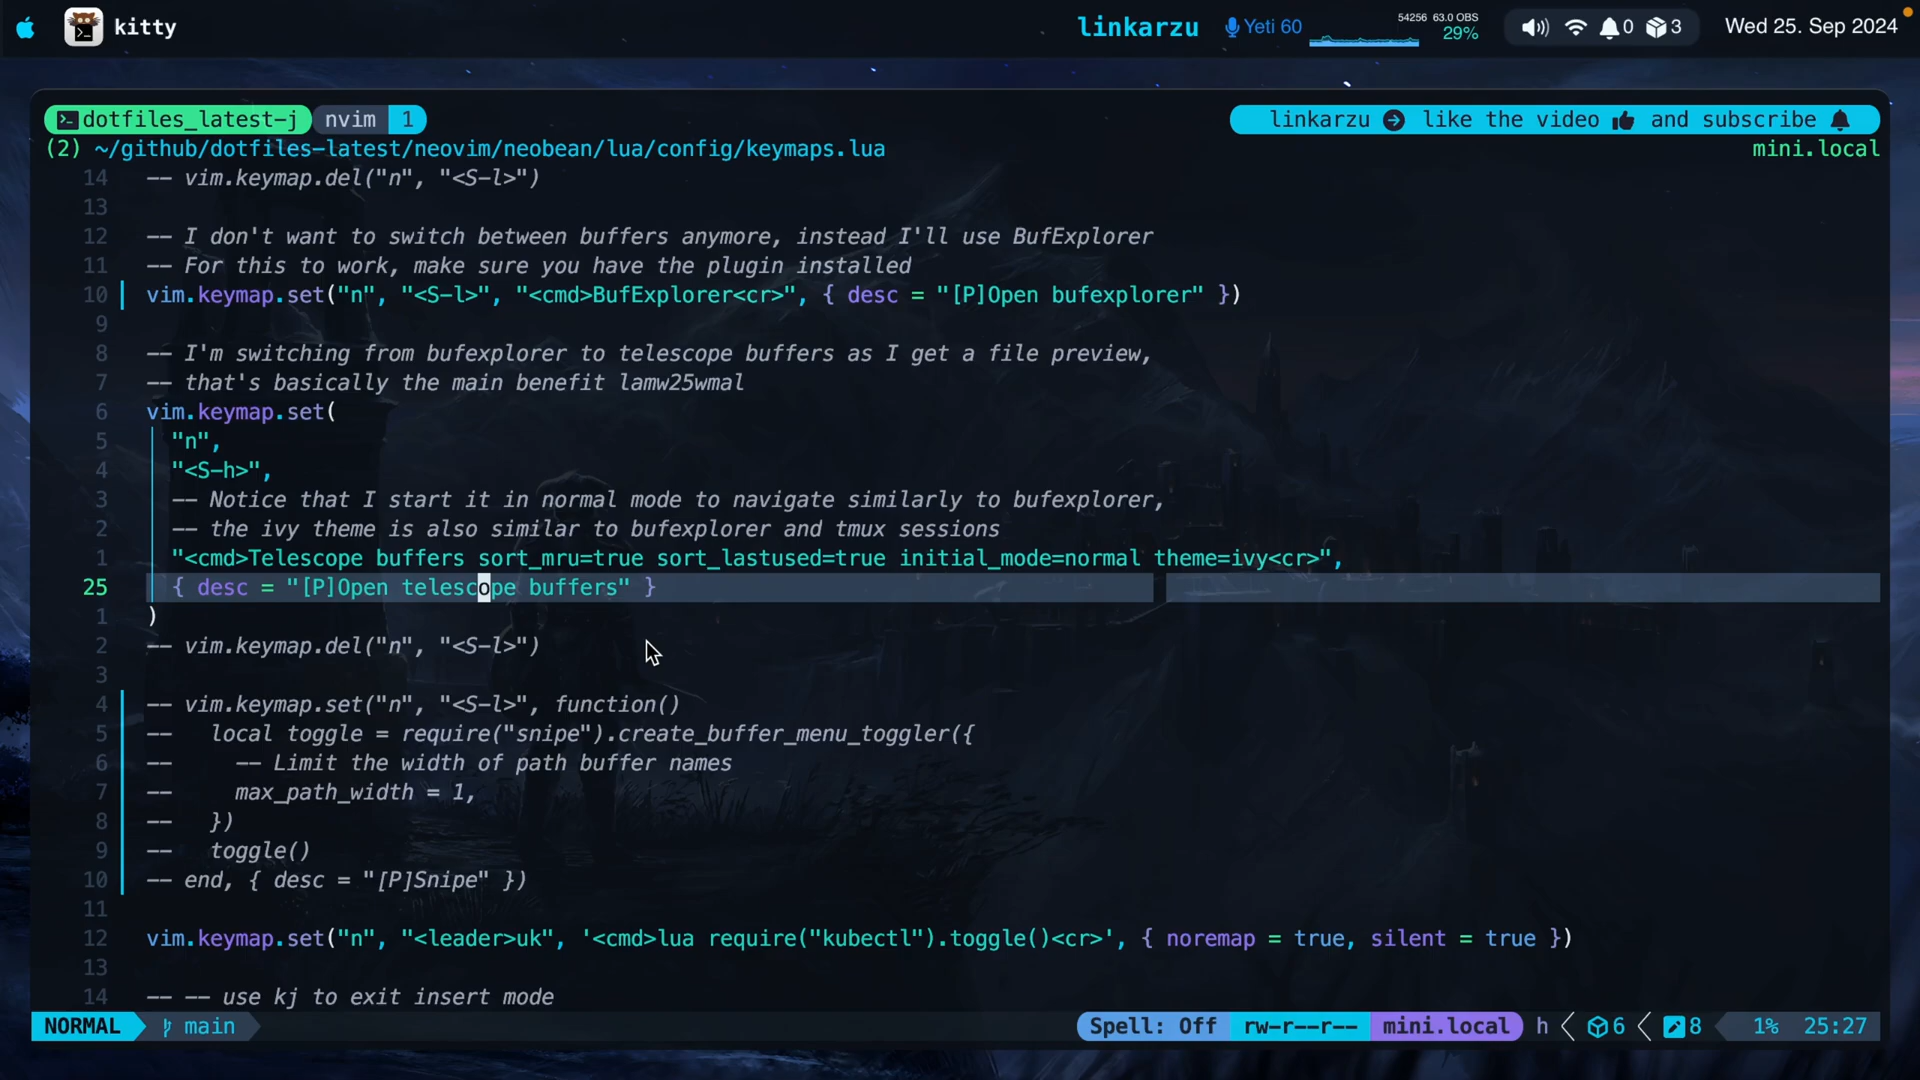 kitty
linkarzu Yeti 60 54256 63.0 OBS 29% 0 3 Wed 25. Sep 2024
dotfiles_latest-j nvim 1 linkarzu like the video and subscribe
(2) ~/github/dotfiles-latest/neovim/neobean/lua/config/keymaps.lua mini.local
14 -- vim.keymap.del("n", "<S-l>")
13
12 -- I don't want to switch between buffers anymore, instead I'll use BufExplorer
11 -- For this to work, make sure you have the plugin installed
10 vim.keymap.set("n", "<S-l>", "<cmd>BufExplorer<cr>", { desc = "[P]Open bufexplorer" })
9
8 -- I'm switching from bufexplorer to telescope buffers as I get a file preview,
7 -- that's basically the main benefit lamw25wmal
6 vim.keymap.set(
5 "n",
4 "<S-h>",
3 -- Notice that I start it in normal mode to navigate similarly to bufexplorer,
2 -- the ivy theme is also similar to bufexplorer and tmux sessions
1 "<cmd>Telescope buffers sort_mru=true sort_lastused=true initial_mode=normal theme=ivy<cr>",
25 { desc = "[P]Open telescope buffers" }
1 )
2 -- vim.keymap.del("n", "<S-l>")
3
4 -- vim.keymap.set("n", "<S-l>", function()
5 -- local toggle = require("snipe").create_buffer_menu_toggler({
6 -- -- Limit the width of path buffer names
7 -- max_path_width = 1,
8 -- })
9 -- toggle()
10 -- end, { desc = "[P]Snipe" })
11
12 vim.keymap.set("n", "<leader>uk", '<cmd>lua require("kubectl").toggle()<cr>', { noremap = true, silent = true })
13
14 -- -- use kj to exit insert mode
NORMAL main Spell: Off rw-r--r-- mini.local h 6 8 1% 25:27